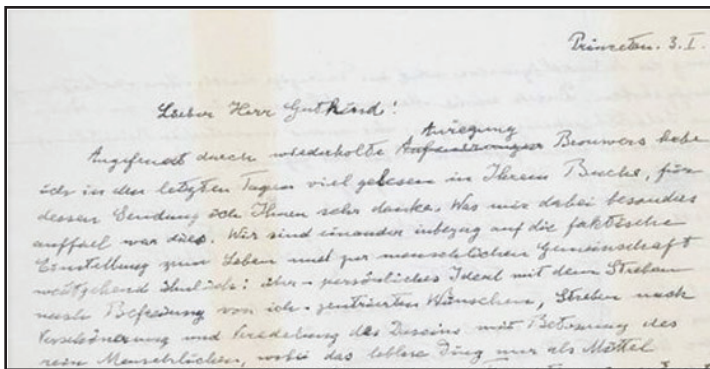 Princeton. 3. I.
Lieber Herr Gutkind!
Anregung
Angefeuert durch wiederholte Brouwers habe
ich in den letzten Tagen viel gelesen in Ihrem Buche, für
dessen Sendung ich Ihnen sehr danke. Was mir dabei besonders
auffiel war dies. Wir sind einander inbezug auf die faktische
Einstellung zum Leben und zur menschlichen Gemeinschaft
weitgehend ähnlich: über-persönliches Ideal mit dem Streben
nach Befreiung von ich-zentrierten Wünschen, Streben nach
Verschönerung und Veredelung des Daseins mit Betonung des
rein Menschlichen, wobei das leblose Ding nur als Mittel